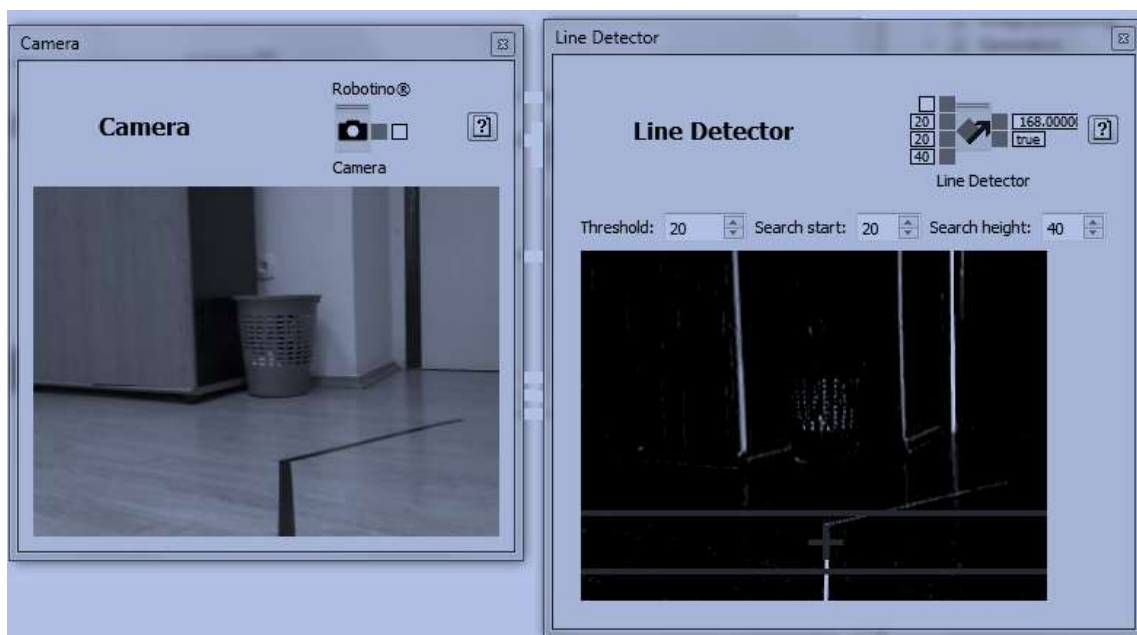 Camera
Robotino®
Camera
Camera
Line Detector
Line Detector
20
20
40
168.0000
true
Line Detector
Threshold: 20 Search start: 20 Search height: 40